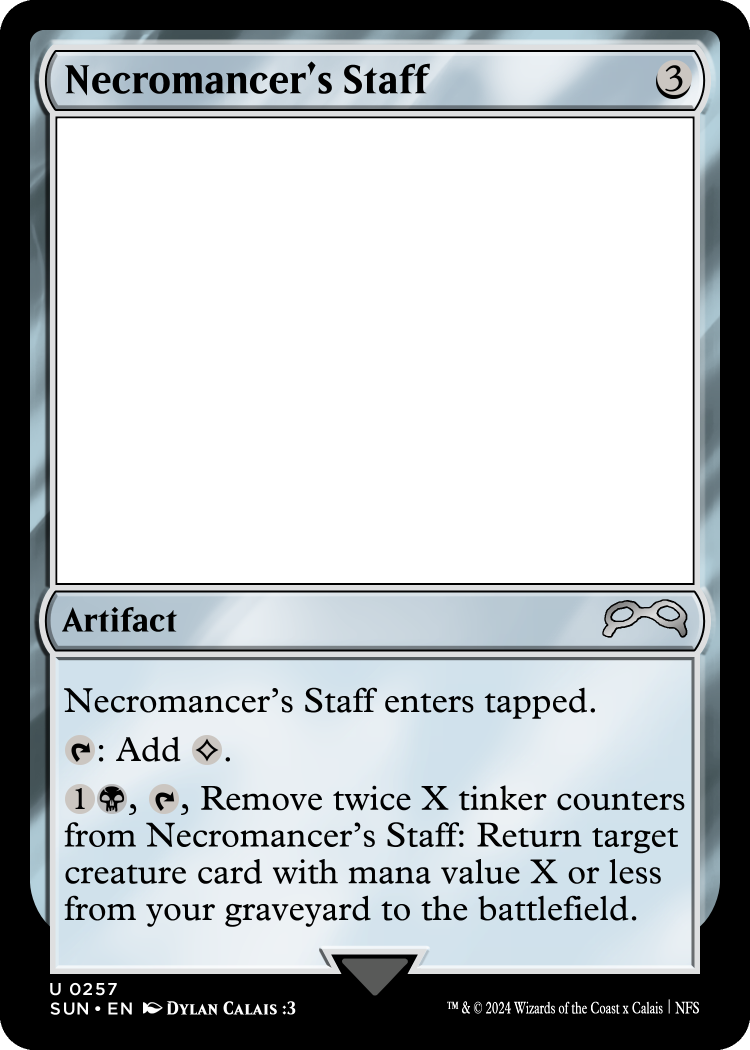 Necromancer's Staff 3
Artifact
Necromancer's Staff enters tapped.
: Add .
1, , Remove twice X tinker counters
from Necromancer's Staff: Return target
creature card with mana value X or less
from your graveyard to the battlefield.
U 0257
SUN • EN Dylan Calais :3
™ & © 2024 Wizards of the Coast x Calais | NFS